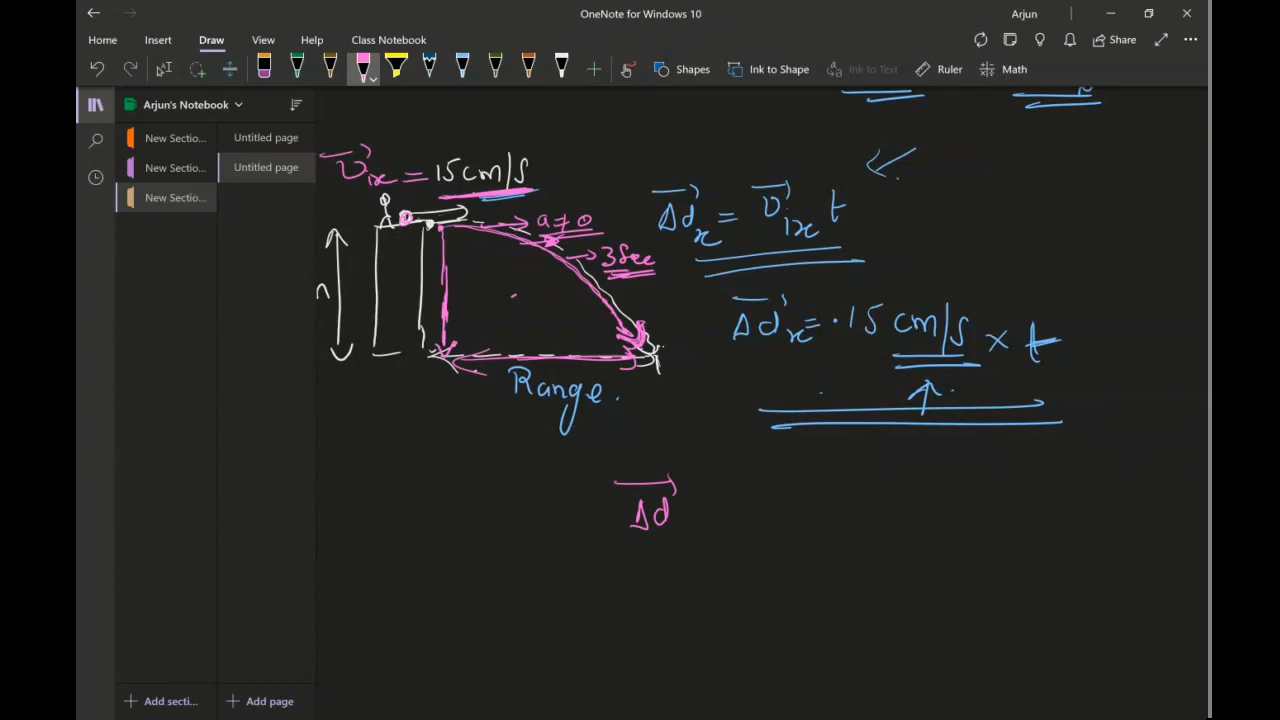 OneNote for Windows 10
Arjun
Home Insert Draw View Help Class Notebook
Share
Shapes Ink to Shape Ink to Text Ruler Math
Arjun's Notebook
New Sectio... Untitled page
New Sectio... Untitled page
New Sectio...
v⃗ix = 15 cm/s
a≠0
3 Sec
h
Range.
Δd⃗x = v⃗ix t
Δd⃗x = 15 cm/s × t
Δd⃗
Add secti... Add page